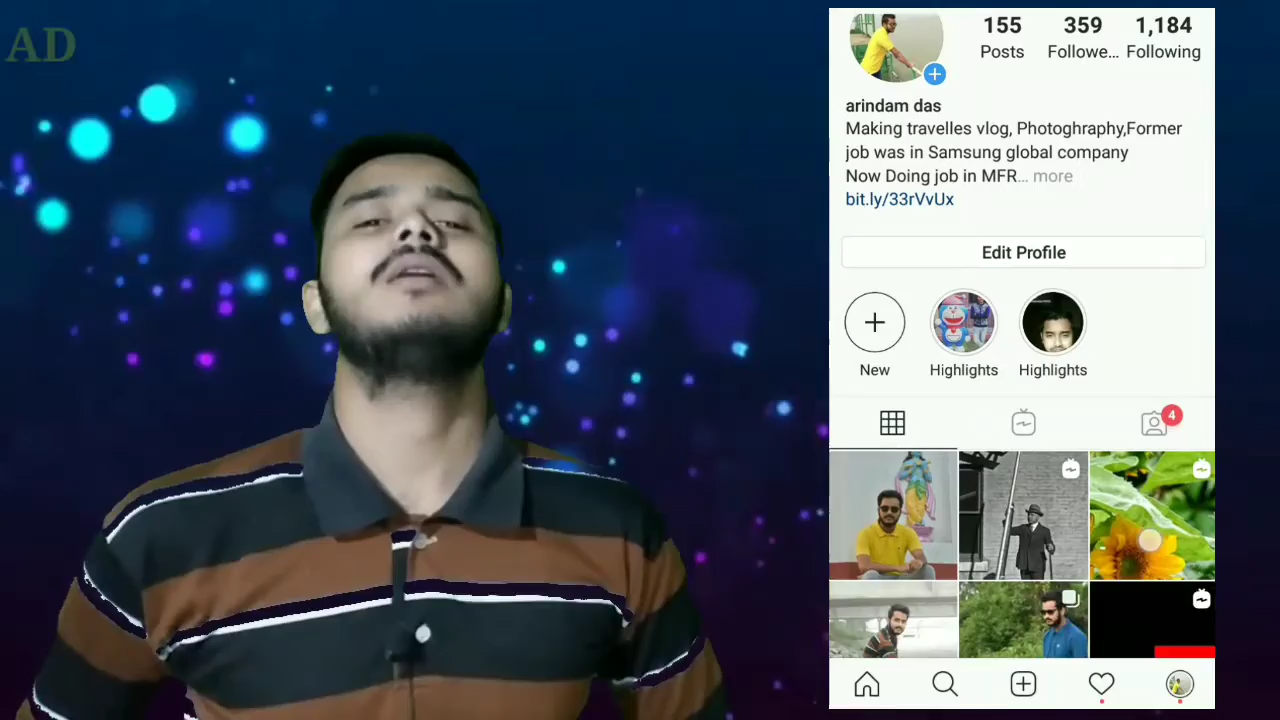 AD
155 359 1,184
Posts Followe... Following
arindam das
Making travelles vlog, Photoghraphy,Former
job was in Samsung global company
Now Doing job in MFR... more
bit.ly/33rVvUx
Edit Profile
New Highlights Highlights
4